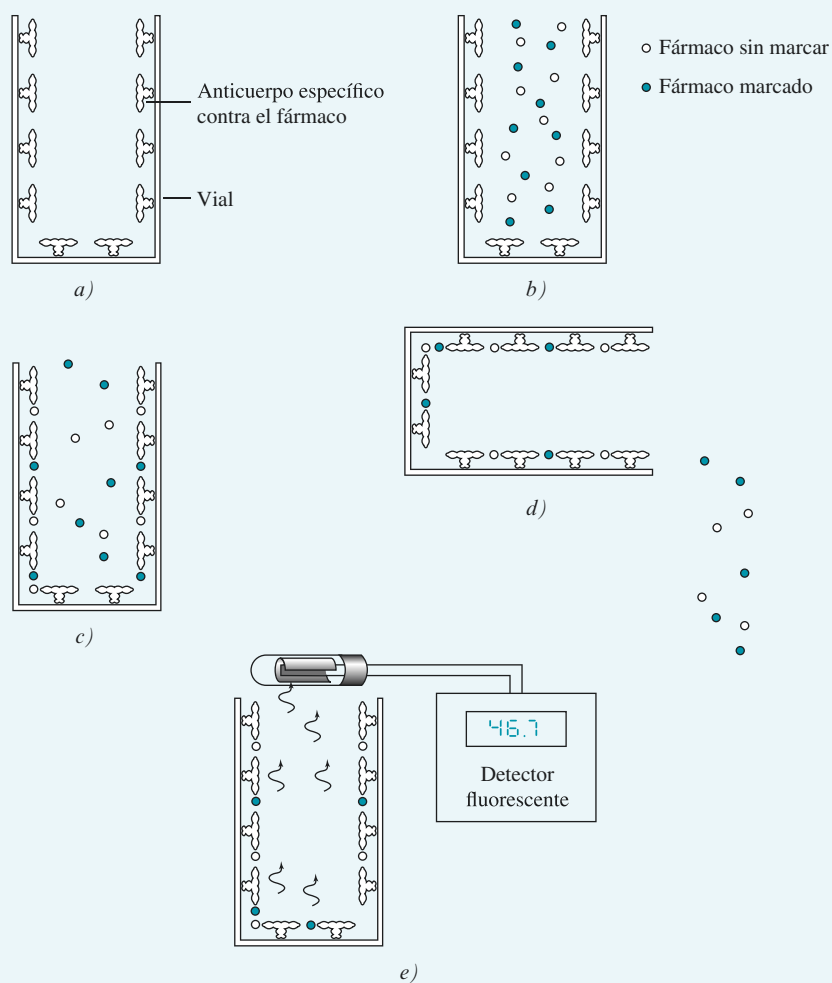 Anticuerpo específico
contra el fármaco
Vial
a)
Fármaco sin marcar
Fármaco marcado
b)
c)
d)
46.7
Detector
fluorescente
e)